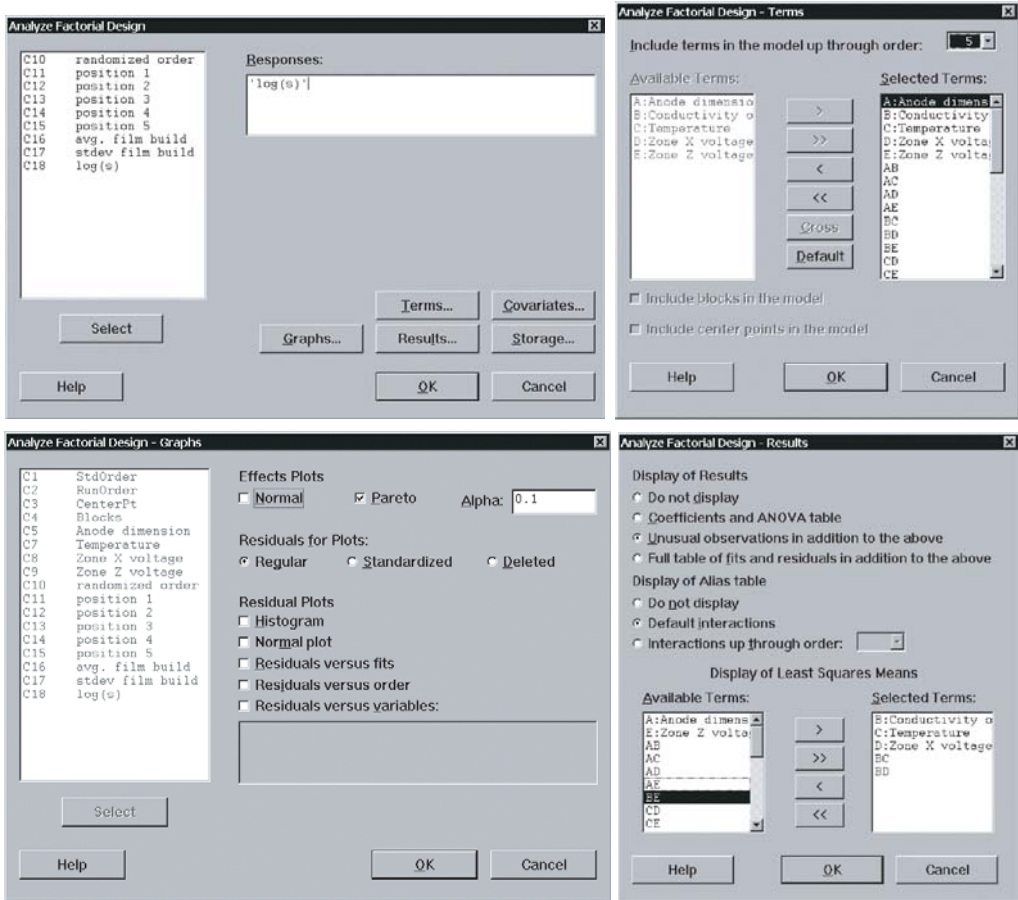 Analyze Factorial Design
C10 randomized order
C11 position 1
C12 position 2
C13 position 3
C14 position 4
C15 position 5
C16 avg. film build
C17 stdev film build
C18 log(s)
Responses:
'log(s)'
Select
Terms...
Covariates...
Graphs...
Results...
Storage...
Help
OK
Cancel
Analyze Factorial Design - Terms
Include terms in the model up through order: 5
Available Terms:
A:Anode dimensio
B:Conductivity o
C:Temperature
D:Zone X voltage
E:Zone Z voltage
>
>>
<
<<
Cross
Default
Selected Terms:
A:Anode dimens
B:Conductivity
C:Temperature
D:Zone X volta
E:Zone Z volta
AB
AC
AD
AE
BC
BD
BE
CD
CE
Include blocks in the model
Include center points in the model
Help
OK
Cancel
Analyze Factorial Design - Graphs
C1 StdOrder
C2 RunOrder
C3 CenterPt
C4 Blocks
C5 Anode dimension
C7 Temperature
C8 Zone X voltage
C9 Zone Z voltage
C10 randomized order
C11 position 1
C12 position 2
C13 position 3
C14 position 4
C15 position 5
C16 avg. film build
C17 stdev film build
C18 log(s)
Select
Effects Plots
Normal Pareto Alpha: 0.1
Residuals for Plots:
Regular Standardized Deleted
Residual Plots
Histogram
Normal plot
Residuals versus fits
Residuals versus order
Residuals versus variables:
Help
OK
Cancel
Analyze Factorial Design - Results
Display of Results
Do not display
Coefficients and ANOVA table
Unusual observations in addition to the above
Full table of fits and residuals in addition to the above
Display of Alias table
Do not display
Default interactions
Interactions up through order:
Display of Least Squares Means
Available Terms:
A:Anode dimens
E:Zone Z volta
AB
AC
AD
AE
BE
CD
CE
>
>>
<
<<
Selected Terms:
B:Conductivity o
C:Temperature
D:Zone X voltage
BC
BD
Help
OK
Cancel